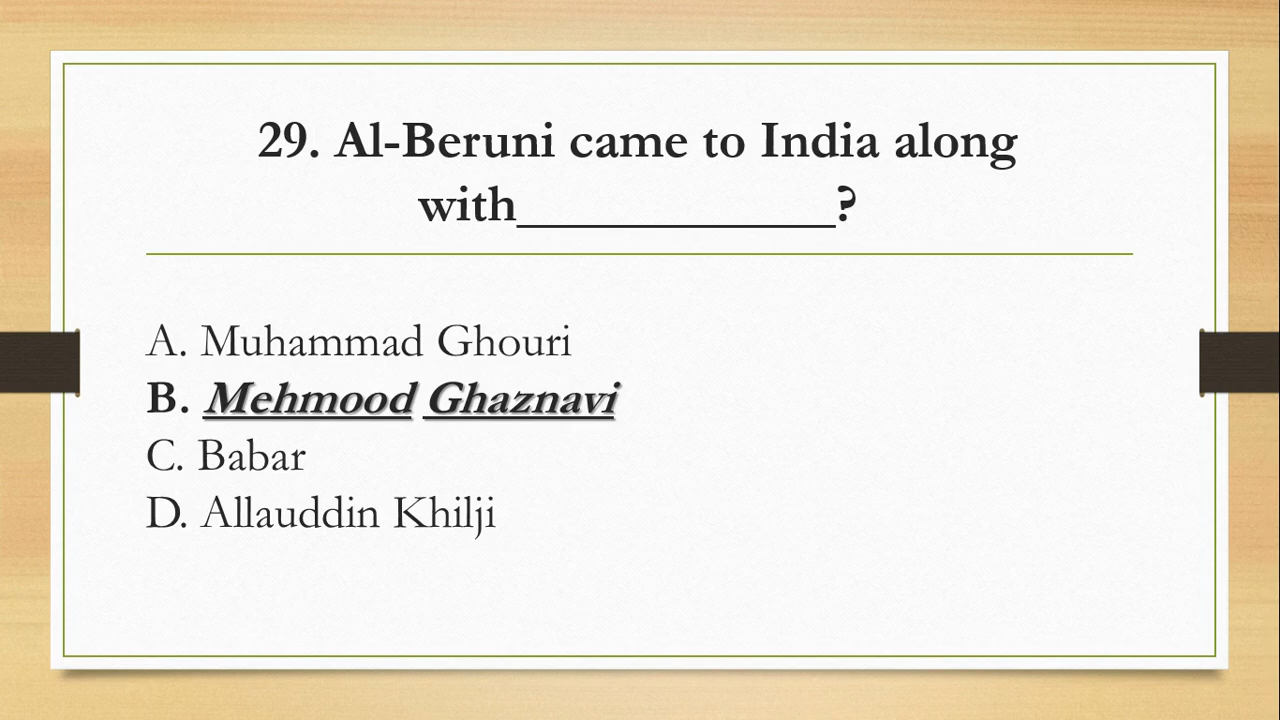 29. Al-Beruni came to India along
with____________?
A. Muhammad Ghouri
B. Mehmood Ghaznavi
C. Babar
D. Allauddin Khilji